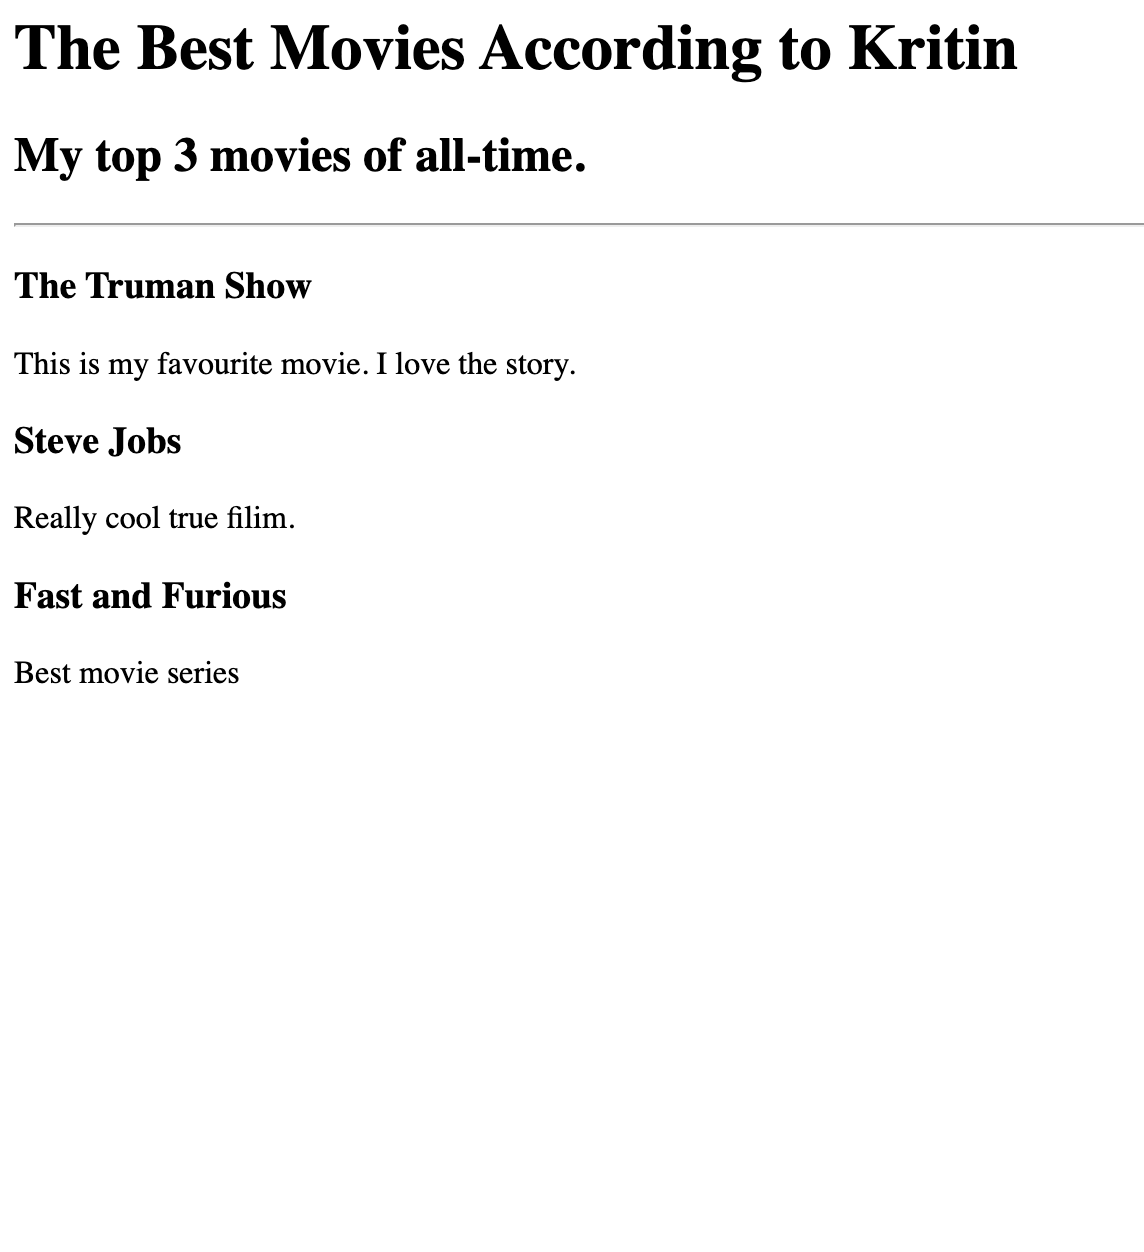 The Best Movies According to Kritin
My top 3 movies of all-time.
The Truman Show
This is my favourite movie. I love the story.
Steve Jobs
Really cool true filim.
Fast and Furious
Best movie series